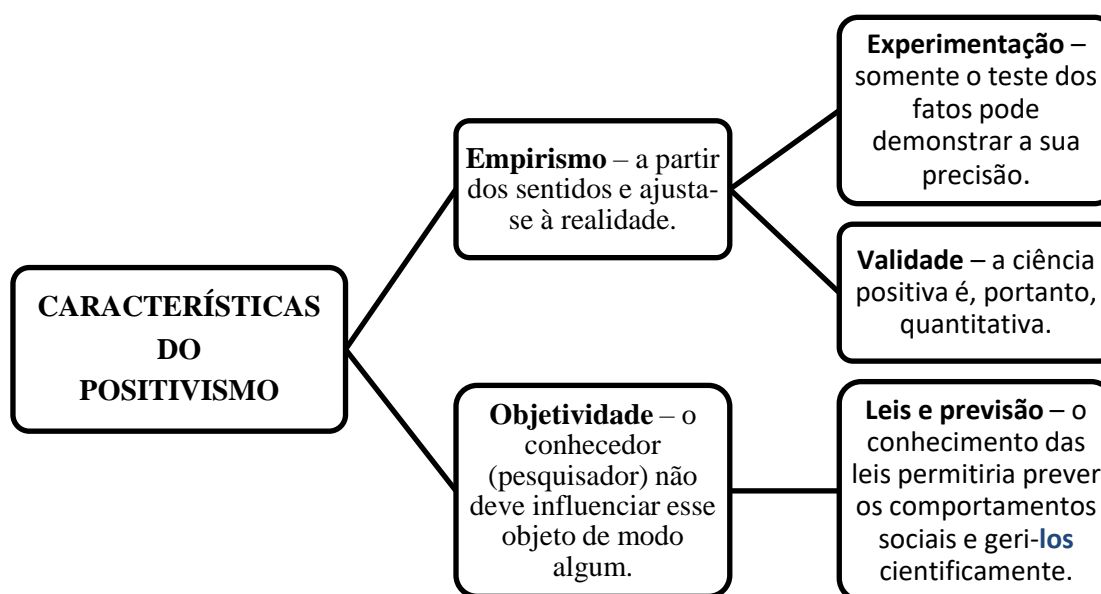 CARACTERÍSTICAS
DO
POSITIVISMO
Empirismo – a partir
dos sentidos e ajusta-
se à realidade.
Experimentação –
somente o teste dos
fatos pode
demonstrar a sua
precisão.
Validade – a ciência
positiva é, portanto,
quantitativa.
Objetividade – o
conhecedor
(pesquisador) não
deve influenciar esse
objeto de modo
algum.
Leis e previsão – o
conhecimento das
leis permitiria prever
os comportamentos
sociais e geri-los
cientificamente.